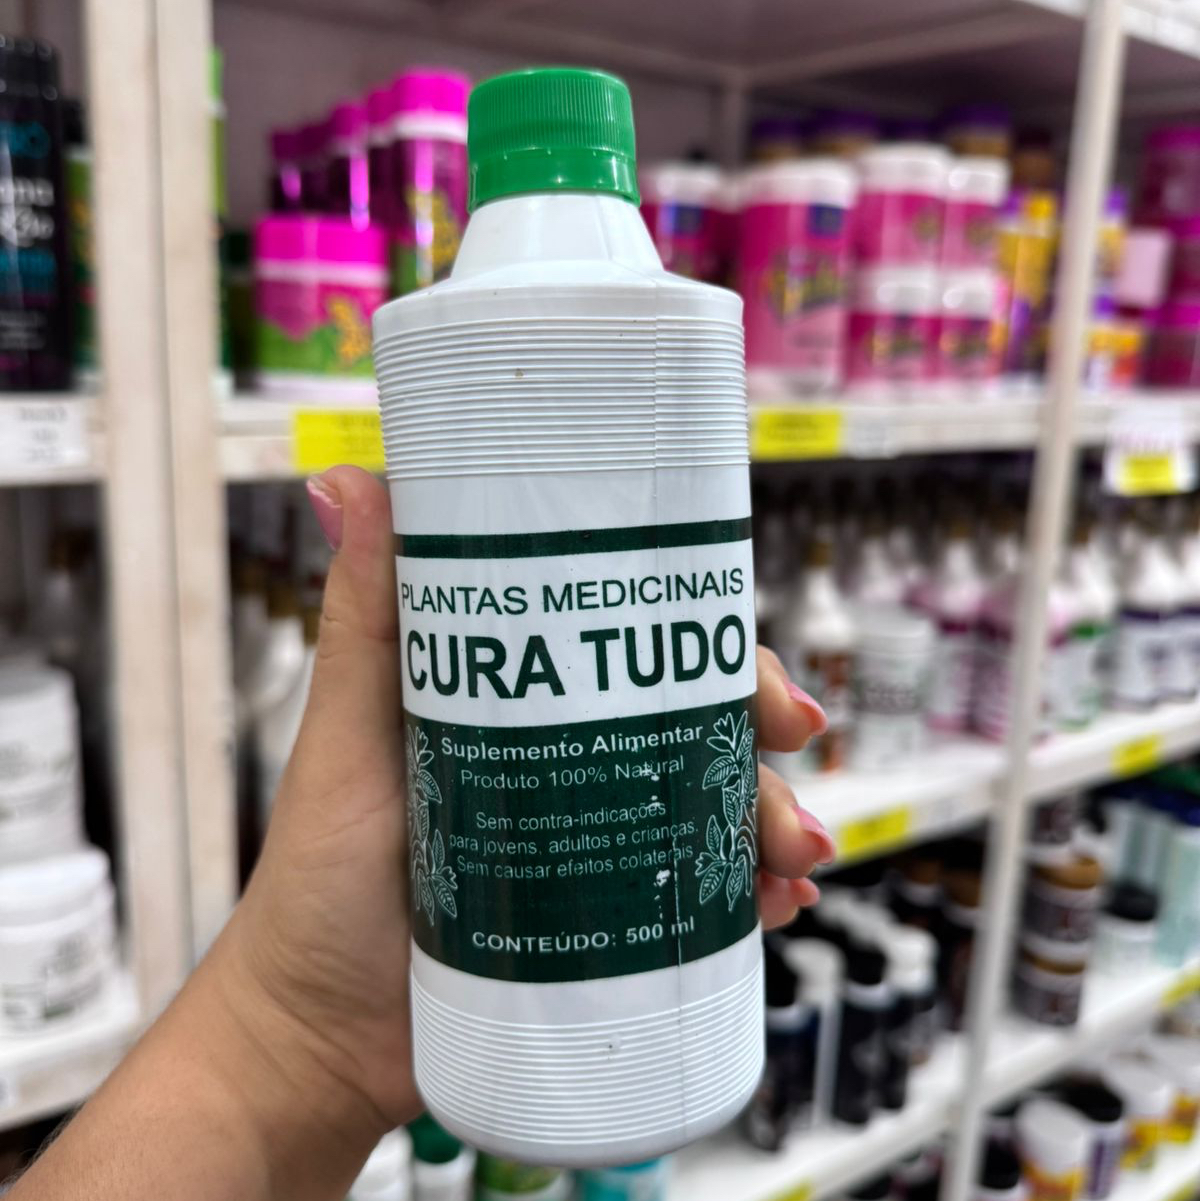 PLANTAS MEDICINAIS
CURA TUDO
Suplemento Alimentar
Produto 100% Natural
Sem contra-indicações
para jovens, adultos e crianças.
Sem causar efeitos colaterais
CONTEÚDO: 500 ml